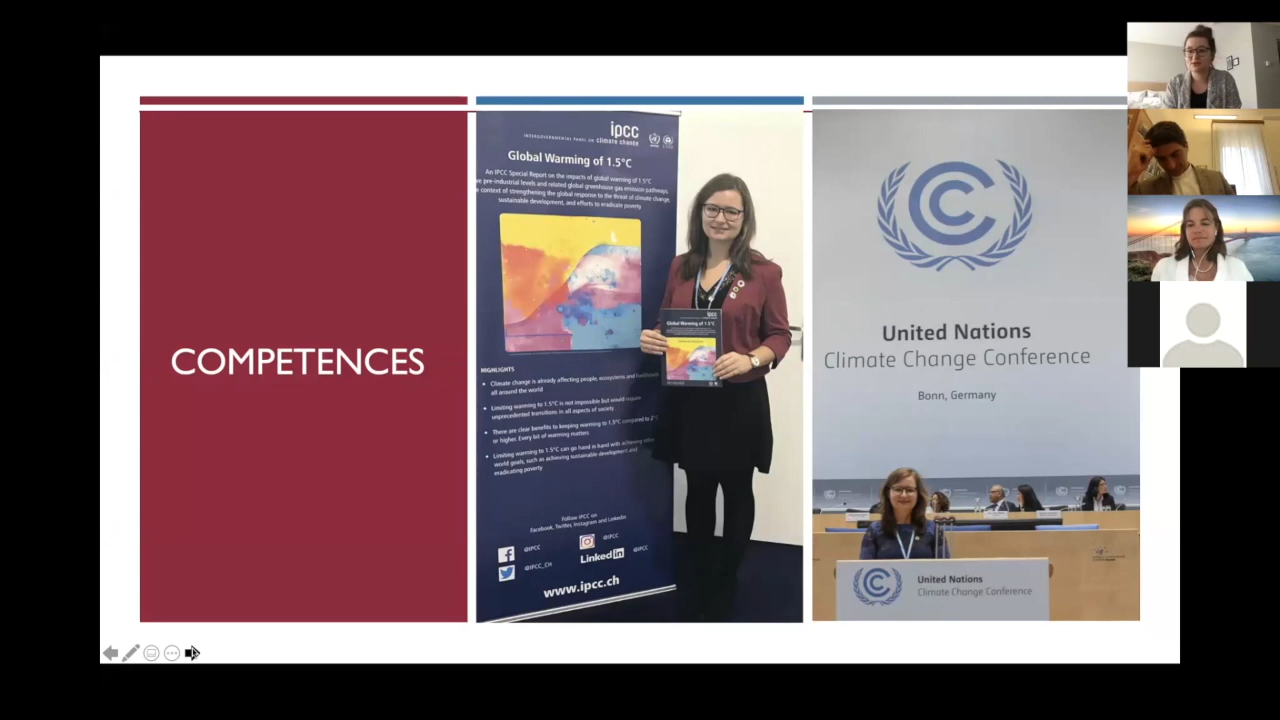 COMPETENCES
ipcc
INTERGOVERNMENTAL PANEL ON climate change
Global Warming of 1.5°C
An IPCC Special Report on the impacts of global warming of 1.5°C
pre-industrial levels and related global greenhouse gas emission pathways,
context of strengthening the global response to the threat of climate change,
sustainable development, and efforts to eradicate poverty
HIGHLIGHTS
• Climate change is already affecting people, ecosystems and
all around the world
• Limiting warming to 1.5°C is not impossible but would require
unprecedented transitions in all aspects of society
• There are clear benefits to keeping warming to 1.5°C compared to 2°
or higher. Every bit of warming matters
• Limiting warming to 1.5°C can go hand in hand with achieving other
world goals, such as achieving sustainable development and
eradicating poverty
Follow IPCC on
Facebook, Twitter, Instagram and LinkedIn
@IPCC
@IPCC
@IPCC_CH
LinkedIn
@IPCC
www.ipcc.ch
ipcc
Global Warming of 1.5°C
United Nations
Climate Change Conference
Bonn, Germany
United Nations
Climate Change Conference